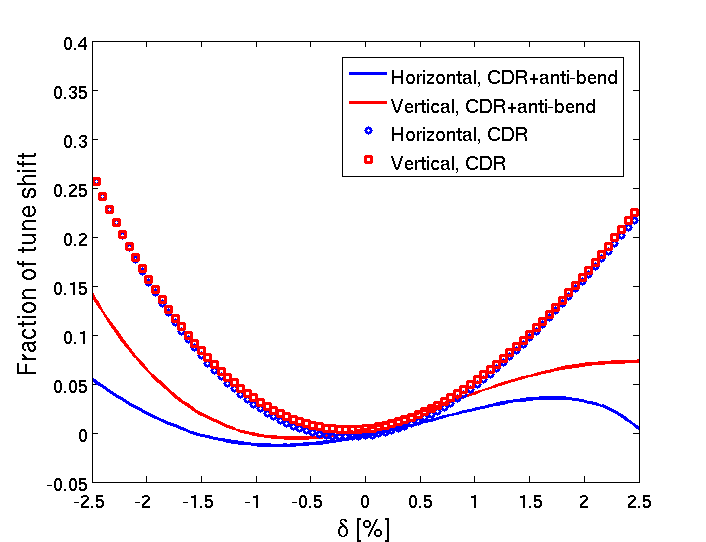 0.4
0.35
0.3
0.25
0.2
0.15
0.1
0.05
0
-0.05
Fraction of tune shift
Horizontal, CDR+anti-bend
Vertical, CDR+anti-bend
Horizontal, CDR
Vertical, CDR
-2.5 -2 -1.5 -1 -0.5 0 0.5 1 1.5 2 2.5
δ [%]